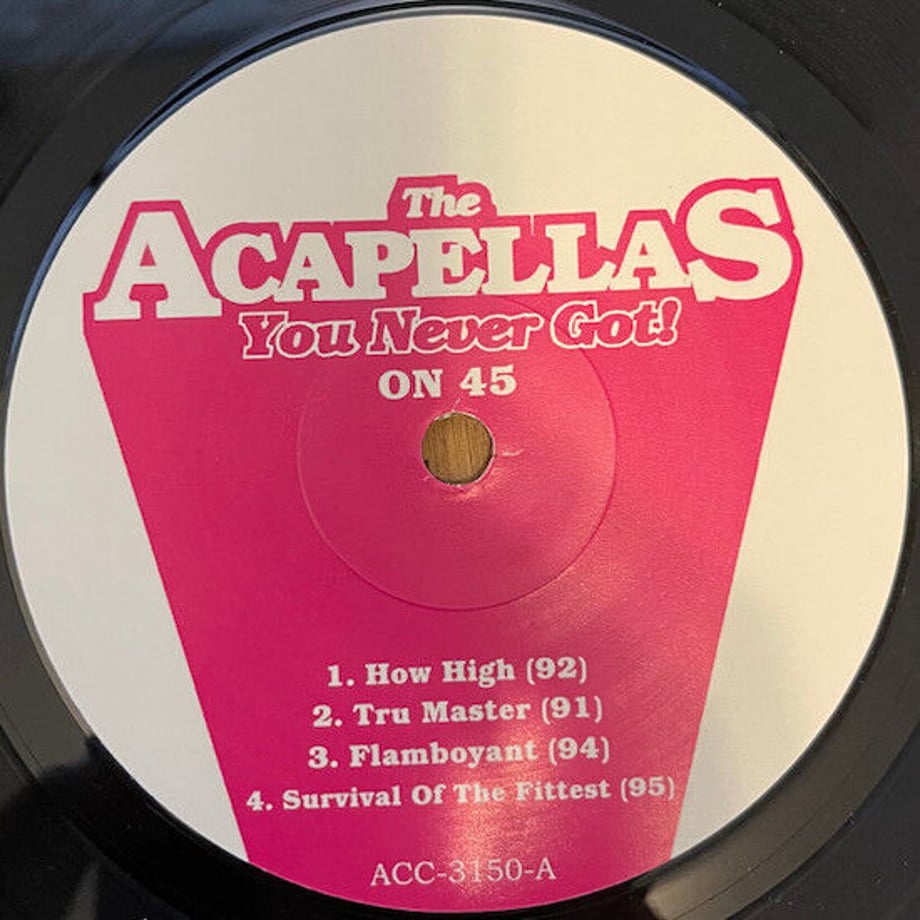 The
ACAPELLAS
You Never Got!
ON 45
1. How High (92)
2. Tru Master (91)
3. Flamboyant (94)
4. Survival Of The Fittest (95)
ACC-3150-A